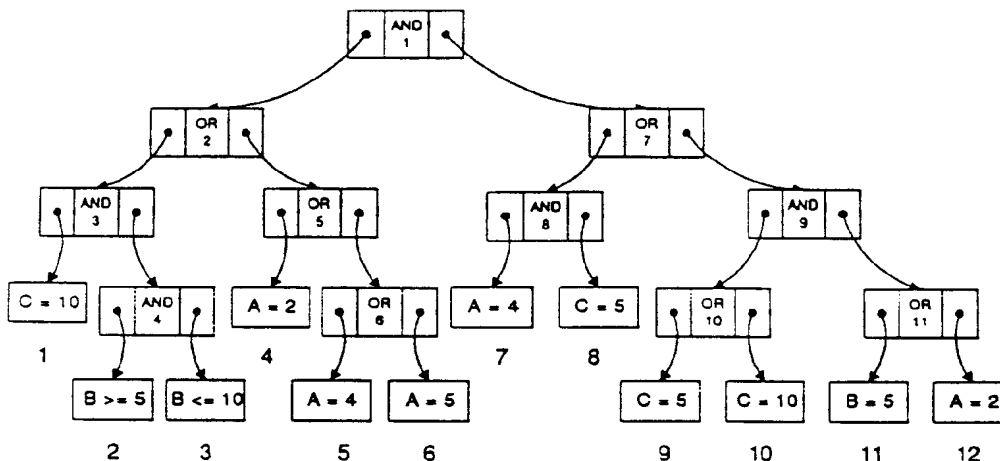 AND
1
OR
2
OR
7
AND
3
OR
5
AND
8
AND
9
C = 10
AND
4
A = 2
OR
6
A = 4
C = 5
OR
10
OR
11
1
4
7
8
B >= 5
B <= 10
A = 4
A = 5
C = 5
C = 10
B = 5
A = 2
2
3
5
6
9
10
11
12